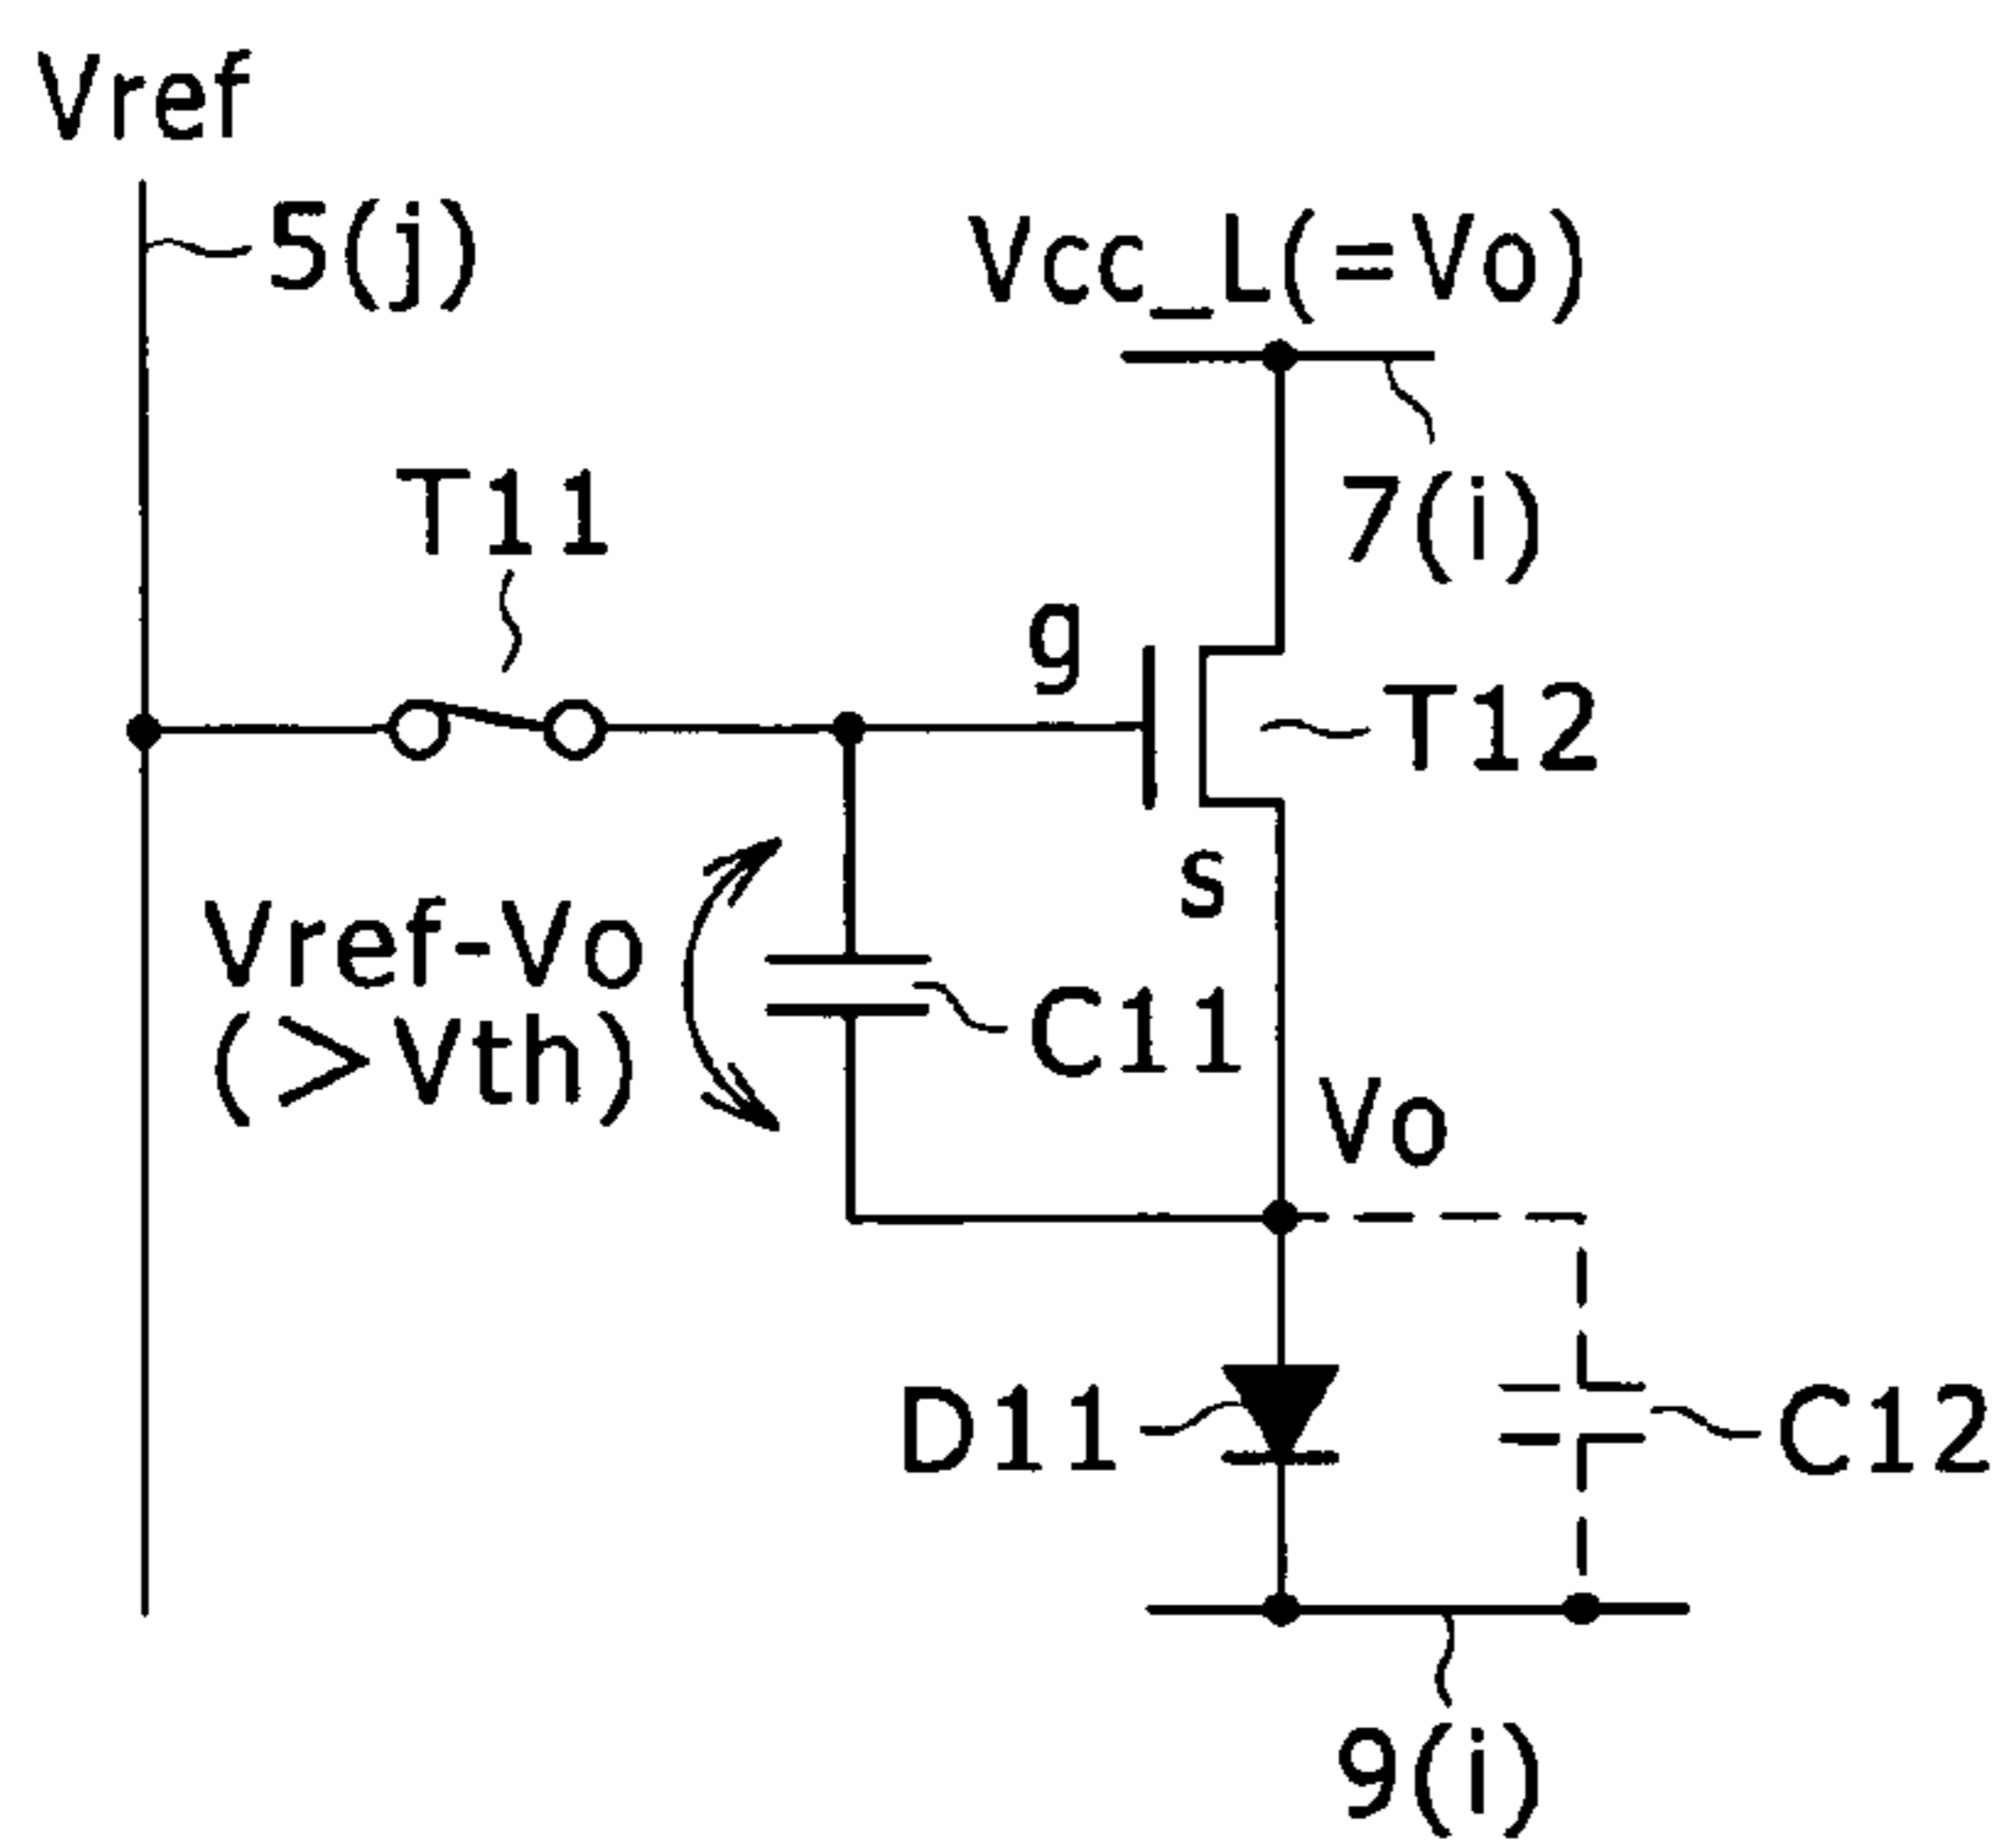 Vref
5(j)
Vcc_L(=Vo)
7(i)
T11
g
T12
s
Vref-Vo
(>Vth)
C11
Vo
D11
C12
9(i)